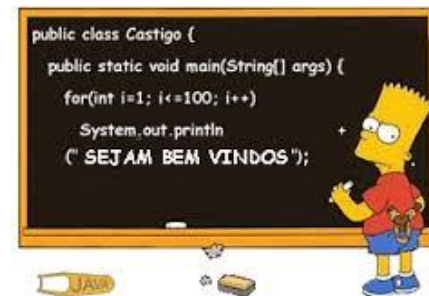 public class Castigo {
public static void main(String[] args) {
for(int i=1; i<=100; i++)
System.out.println
(" SEJAM BEM VINDOS");
JAVA